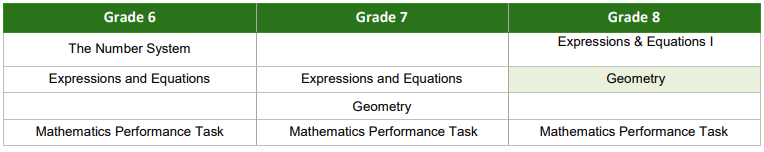 Grade 6 Grade 7 Grade 8
The Number System Expressions & Equations I
Expressions and Equations Expressions and Equations Geometry
Geometry
Mathematics Performance Task Mathematics Performance Task Mathematics Performance Task